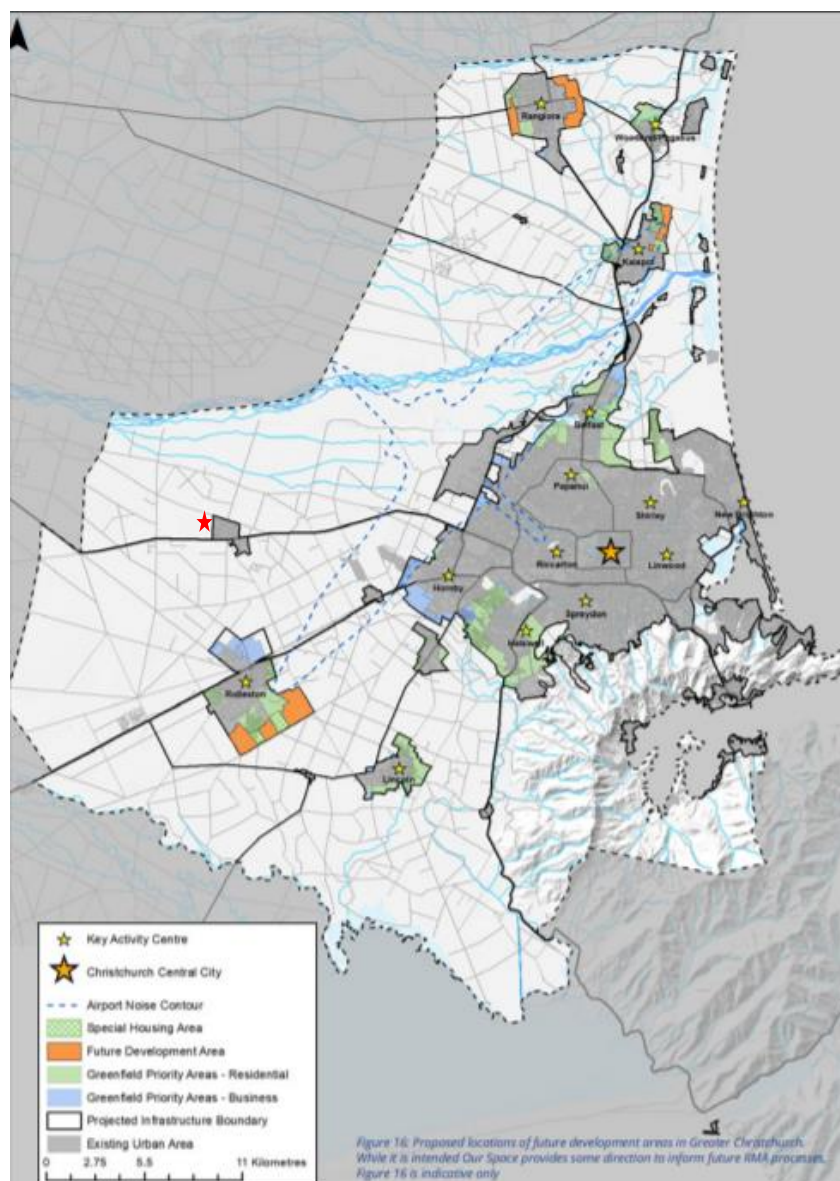 Rangiora
Woodend/Pegasus
Kaiapoi
Belfast
Papanui
Shirley
New Brighton
Riccarton
Linwood
Hornby
Spreydon
Halswell
Rolleston
Lincoln
Key Activity Centre
Christchurch Central City
Airport Noise Contour
Special Housing Area
Future Development Area
Greenfield Priority Areas - Residential
Greenfield Priority Areas - Business
Projected Infrastructure Boundary
Existing Urban Area
0 2.75 5.5 11 Kilometres
Figure 16: Proposed locations of future development areas in Greater Christchurch.
While it is intended Our Space provides some direction to inform future RMA processes,
Figure 16 is indicative only